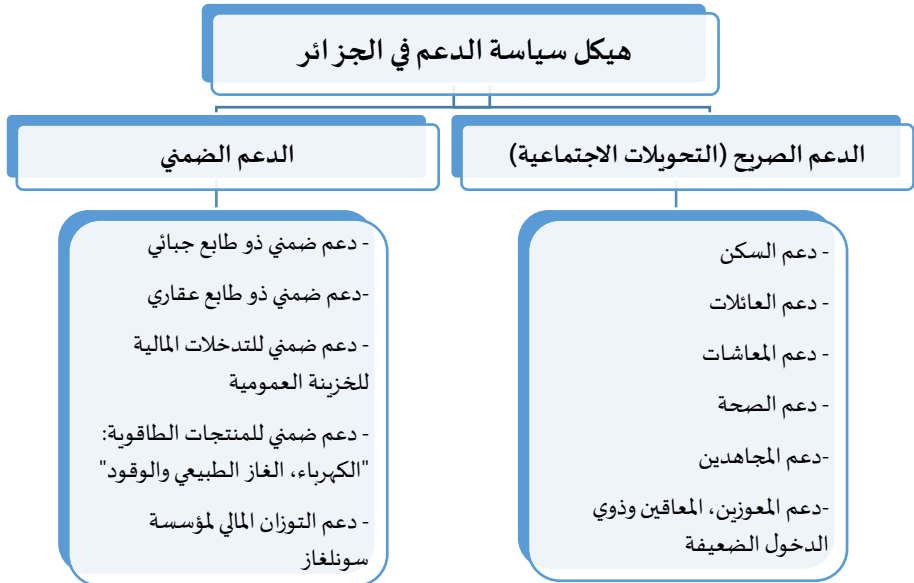 هيكل سياسة الدعم في الجزائر
الدعم الصريح (التحويلات الاجتماعية)
- دعم السكن
- دعم العائلات
- دعم المعاشات
- دعم الصحة
-دعم المجاهدين
-دعم المعوزين، المعاقين وذوي
الدخول الضعيفة
الدعم الضمني
- دعم ضمني ذو طابع جبائي
-دعم ضمني ذو طابع عقاري
- دعم ضمني للتدخلات المالية
للخزينة العمومية
- دعم ضمني للمنتجات الطاقوية:
"الكهرباء، الغاز الطبيعي والوقود"
- دعم التوزان المالي لمؤسسة
سونلغاز